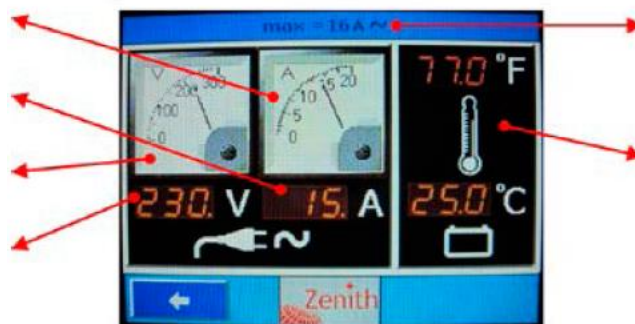 max = 16 A ~
V
0
100
200
300
A
0
5
10
15
20
77.0 °F
230. V
15. A
25.0 °C
Zenith